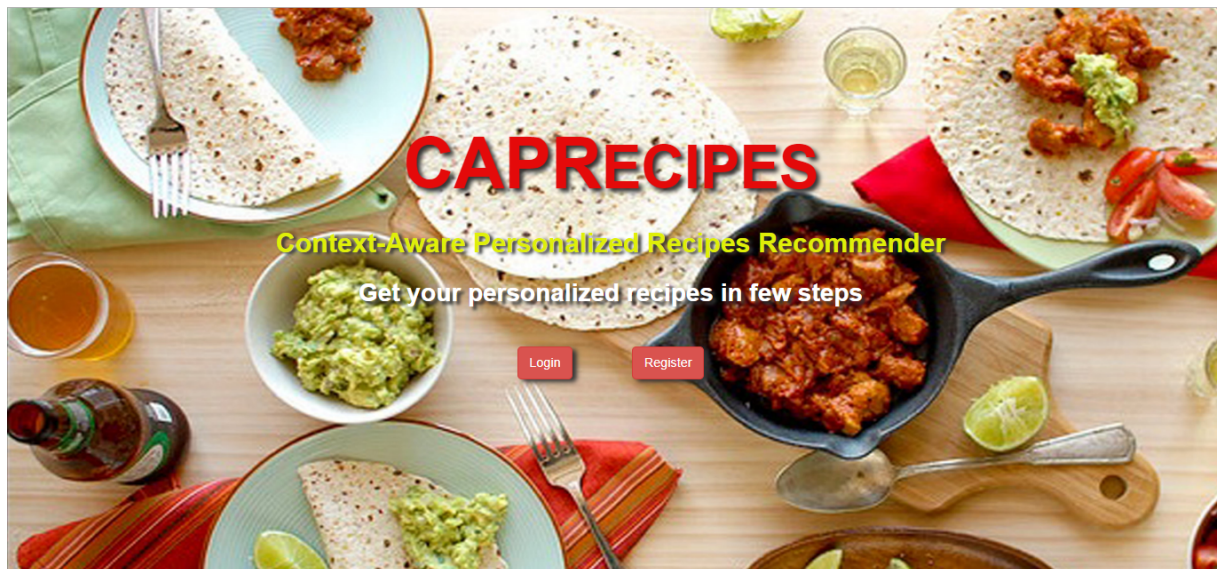 CAPRECIPES
Context-Aware Personalized Recipes Recommender
Get your personalized recipes in few steps
Login
Register